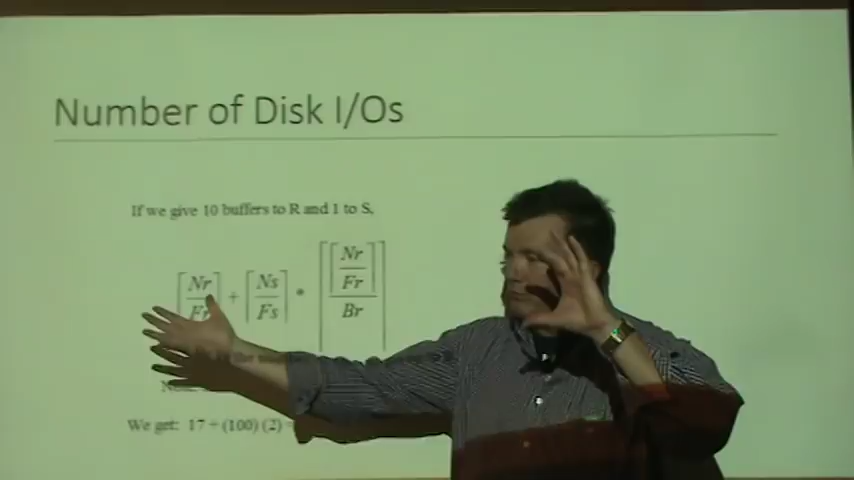 Number of Disk I/Os
If we give 10 buffers to R and 1 to S,
⌈Nr/Fr⌉ + ⌈Ns/Fs⌉ * ⌈⌈Nr/Fr⌉/Br⌉
We get: 17 + (100) (2) =